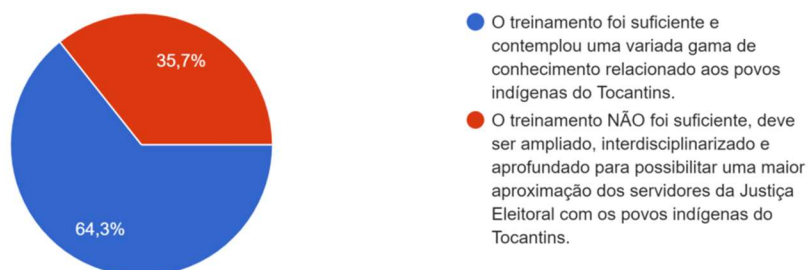 35,7%
64,3%
O treinamento foi suficiente e
contemplou uma variada gama de
conhecimento relacionado aos povos
indígenas do Tocantins.
O treinamento NÃO foi suficiente, deve
ser ampliado, interdisciplinarizado e
aprofundado para possibilitar uma maior
aproximação dos servidores da Justiça
Eleitoral com os povos indígenas do
Tocantins.